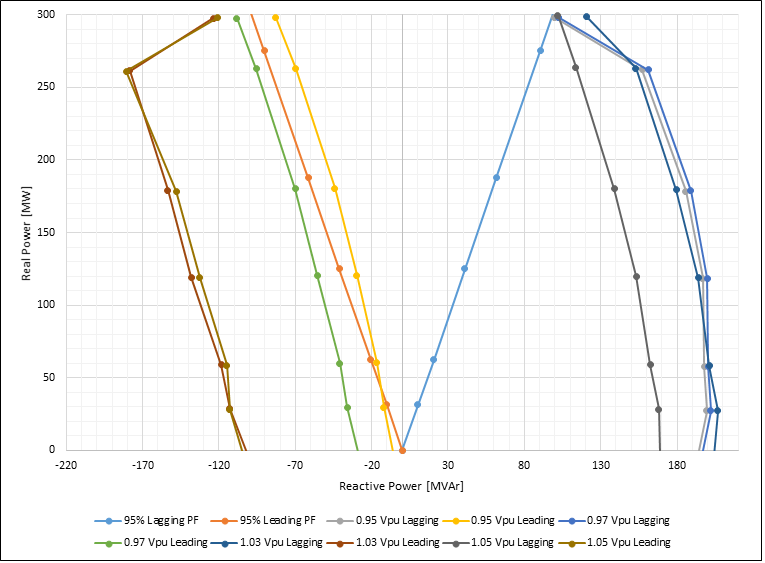 300
250
200
150
100
50
0
Real Power [MW]
-220 -170 -120 -70 -20 30 80 130 180
Reactive Power [MVAr]
95% Lagging PF 95% Leading PF 0.95 Vpu Lagging 0.95 Vpu Leading 0.97 Vpu Lagging
0.97 Vpu Leading 1.03 Vpu Lagging 1.03 Vpu Leading 1.05 Vpu Lagging 1.05 Vpu Leading